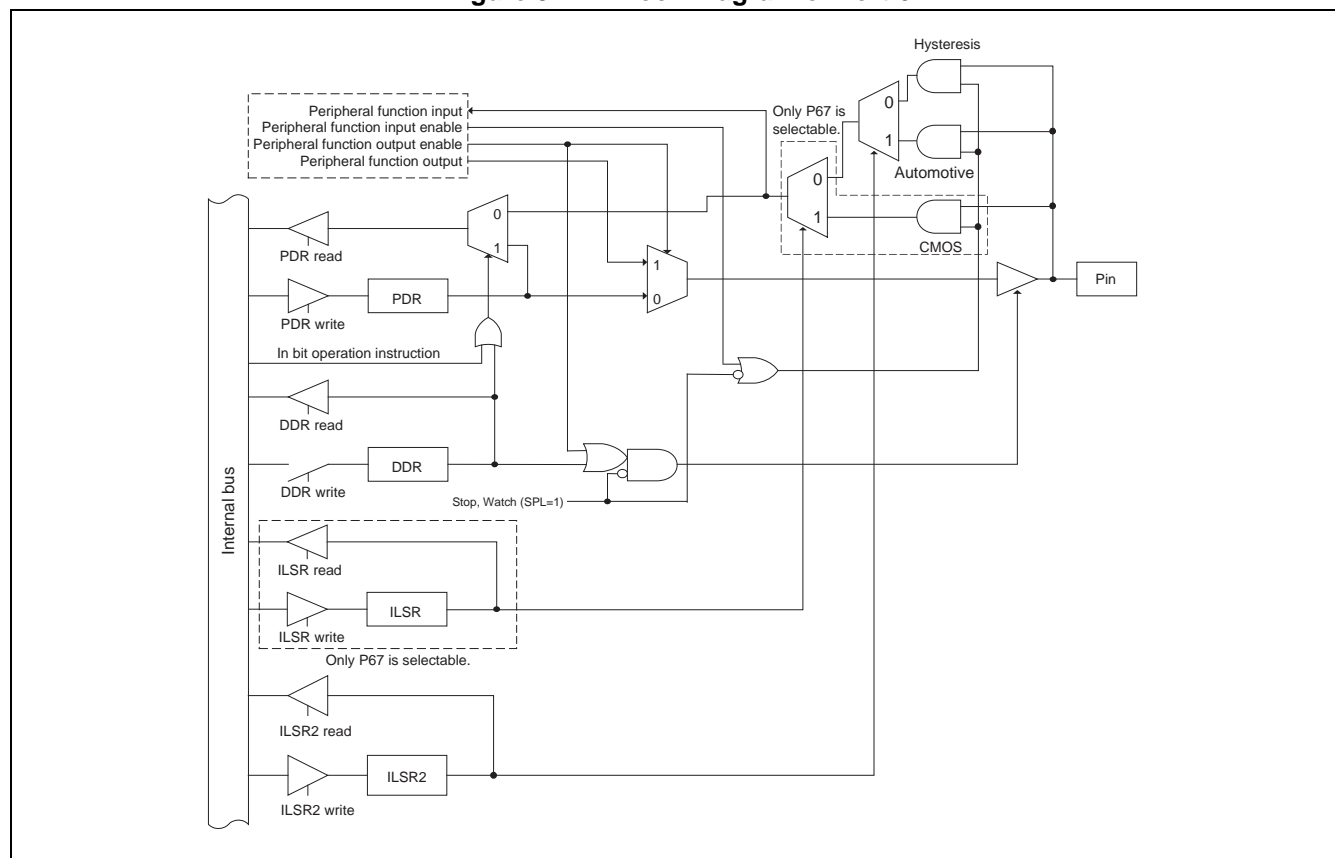 Hysteresis
0
Only P67 is
selectable.
1
Automotive
Peripheral function input
Peripheral function input enable
Peripheral function output enable
Peripheral function output
0
1
CMOS
0
1
PDR read
1
0
PDR
PDR write
Pin
In bit operation instruction
DDR read
DDR
DDR write
Stop, Watch (SPL=1)
Internal bus
ILSR read
ILSR
ILSR write
Only P67 is selectable.
ILSR2 read
ILSR2
ILSR2 write